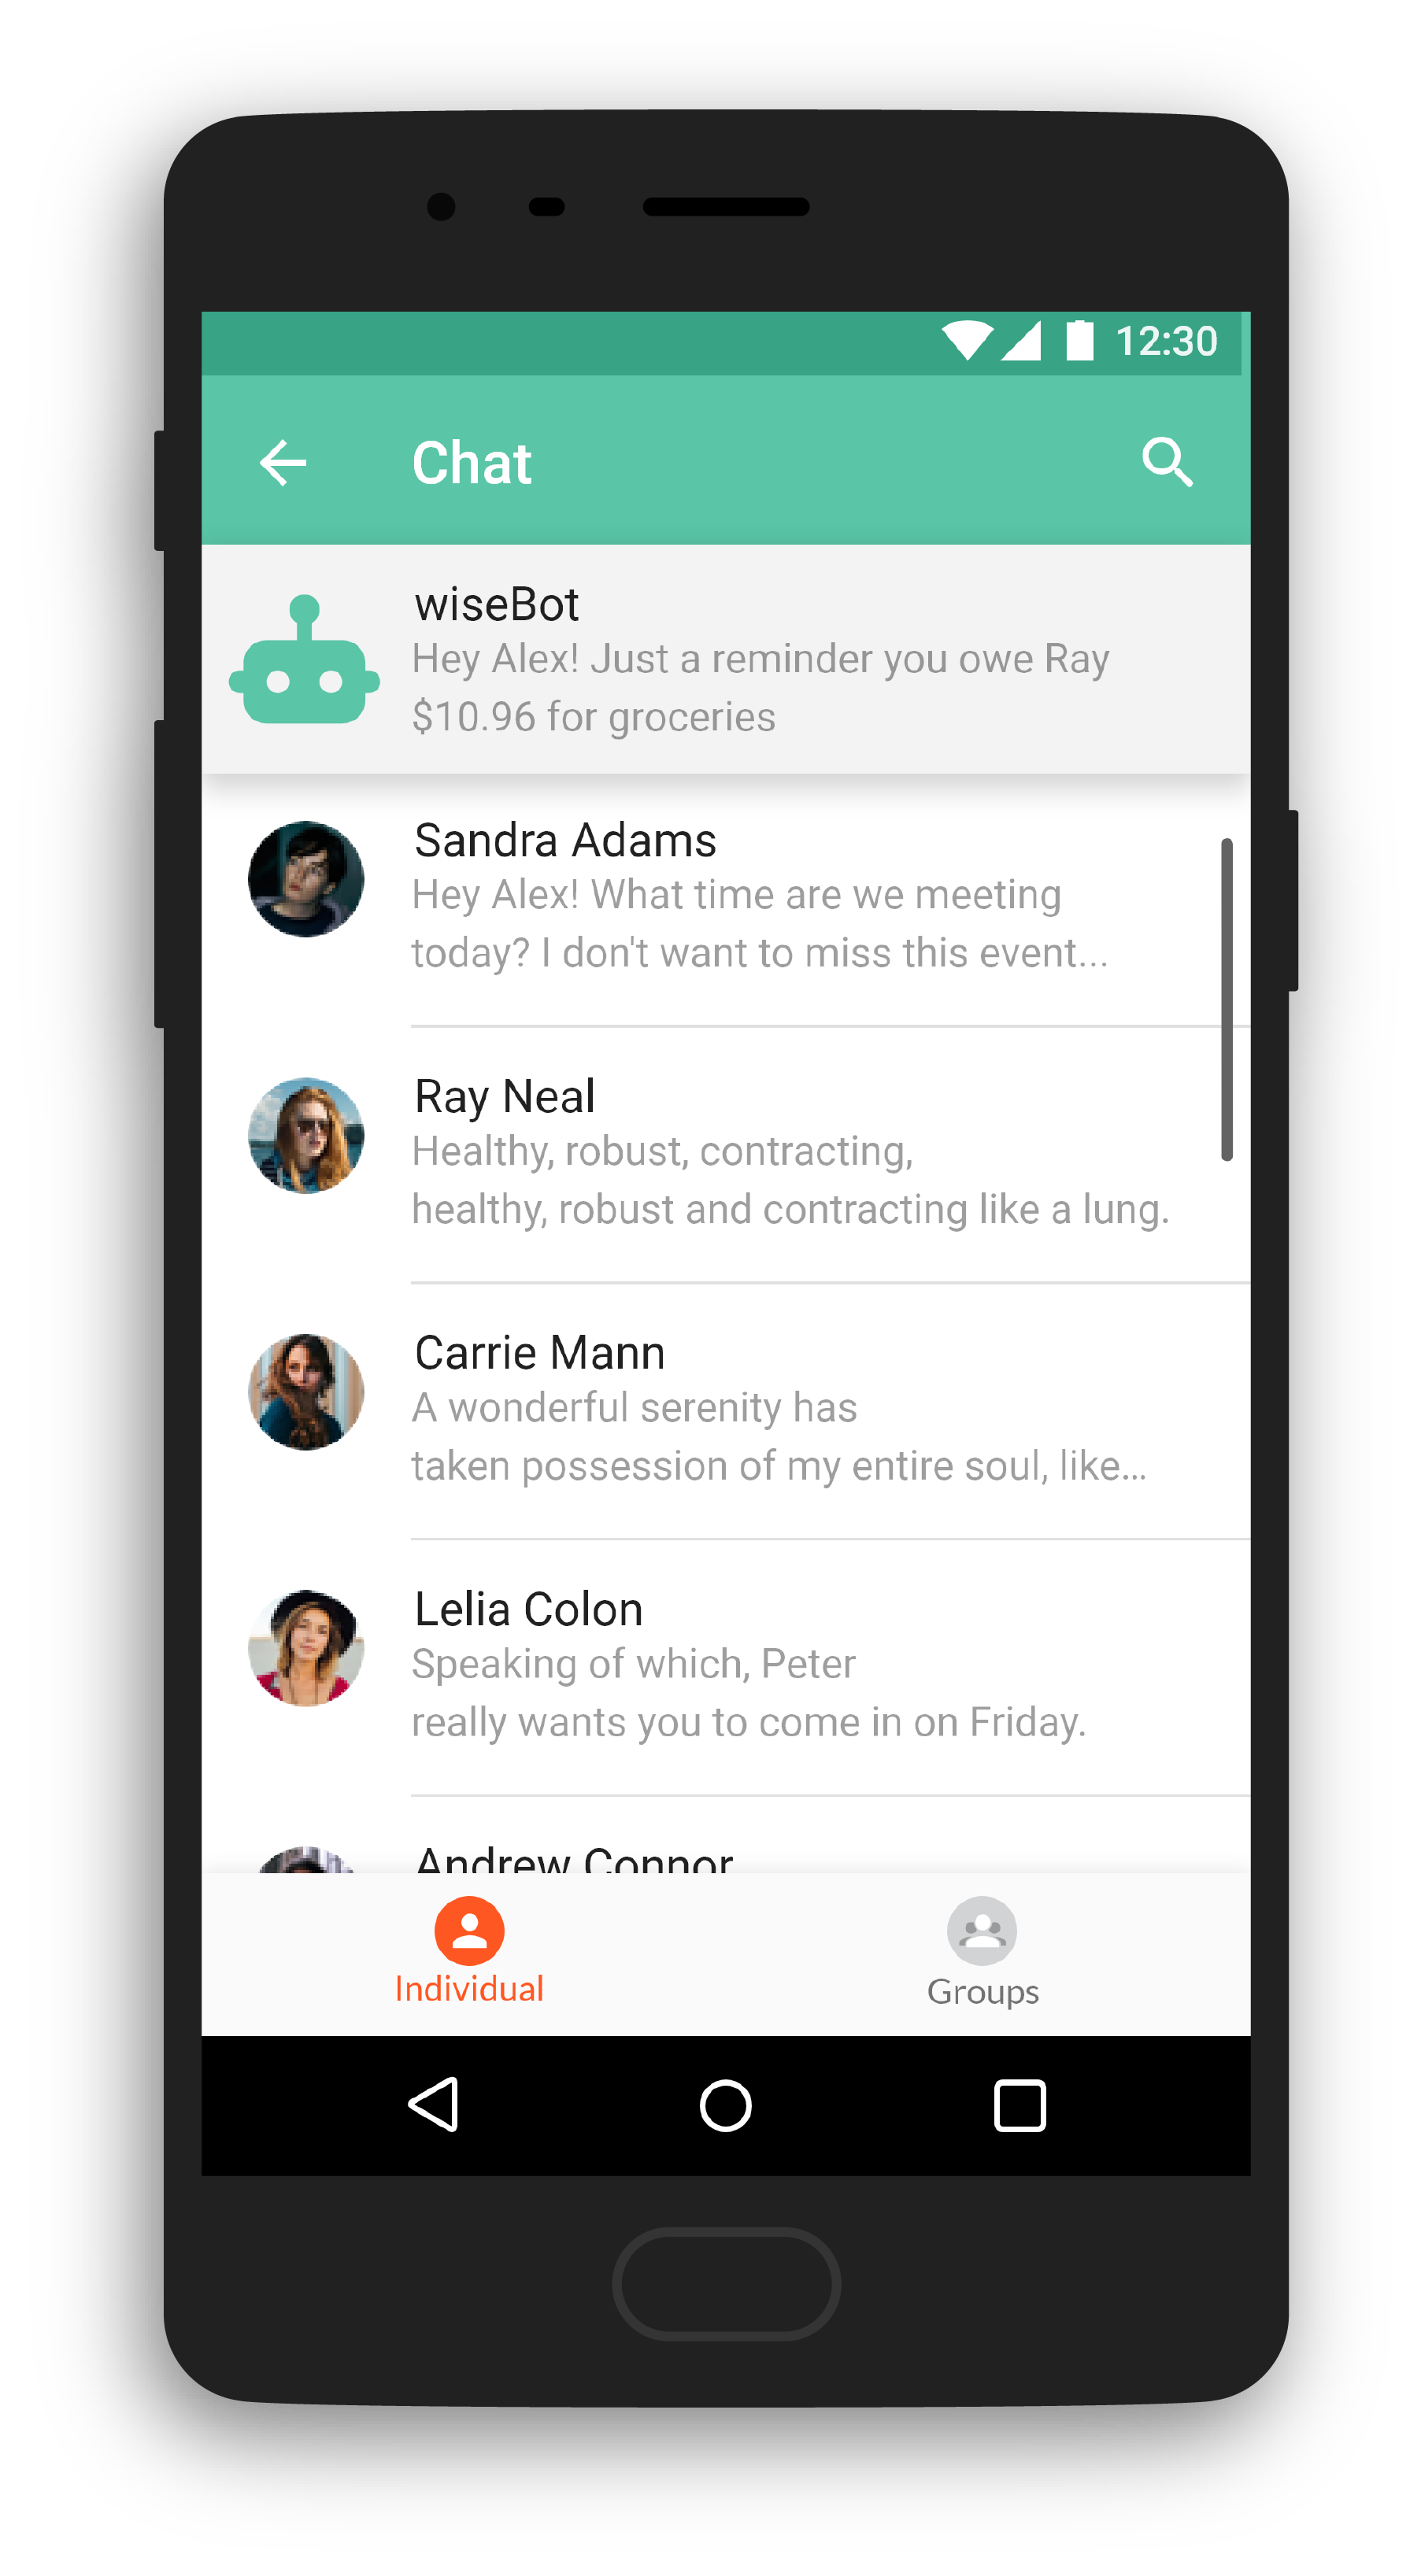 12:30
Chat
wiseBot
Hey Alex! Just a reminder you owe Ray
$10.96 for groceries
Sandra Adams
Hey Alex! What time are we meeting
today? I don't want to miss this event...
Ray Neal
Healthy, robust, contracting,
healthy, robust and contracting like a lung.
Carrie Mann
A wonderful serenity has
taken possession of my entire soul, like...
Lelia Colon
Speaking of which, Peter
really wants you to come in on Friday.
Andrew Connor
Individual
Groups